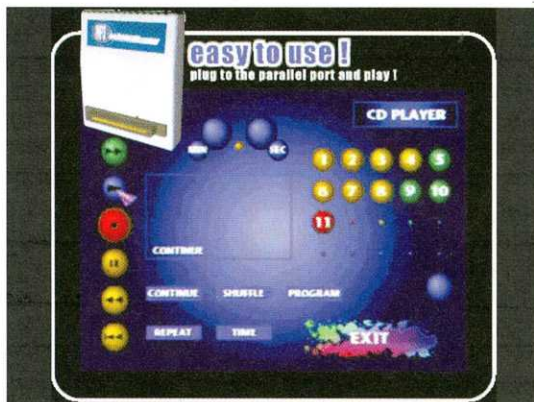 easy to use !
plug to the parallel port and play !
CD PLAYER
MIN SEC
1 2 3 4 5
6 7 8 9 10
11
CONTINUE
CONTINUE SHUFFLE PROGRAM
REPEAT TIME
EXIT